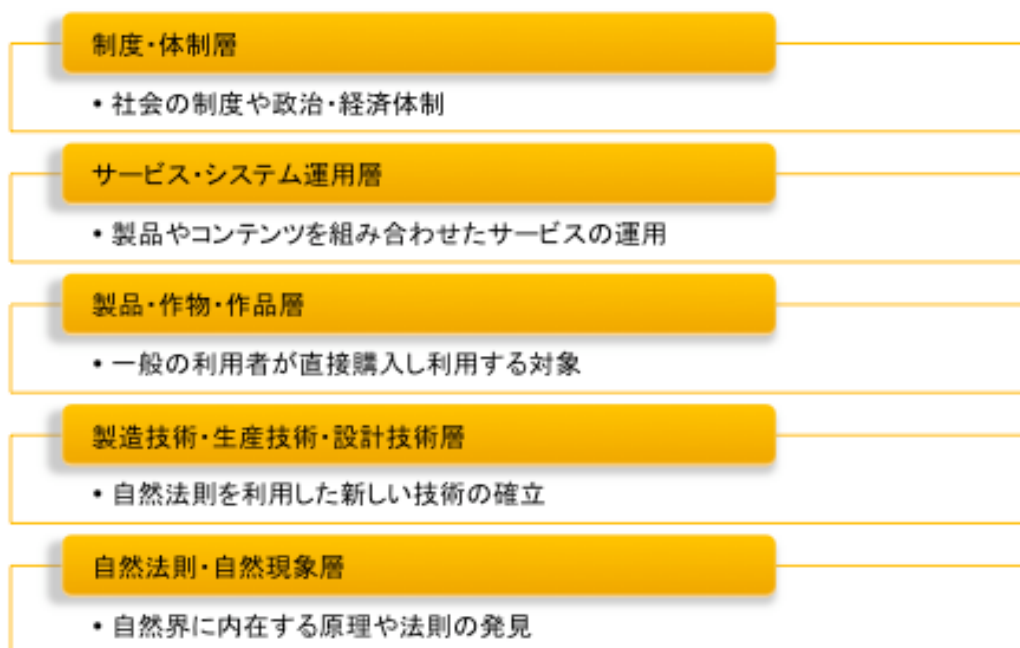 制度・体制層
• 社会の制度や政治・経済体制
サービス・システム運用層
• 製品やコンテンツを組み合わせたサービスの運用
製品・作物・作品層
• 一般の利用者が直接購入し利用する対象
製造技術・生産技術・設計技術層
• 自然法則を利用した新しい技術の確立
自然法則・自然現象層
• 自然界に内在する原理や法則の発見